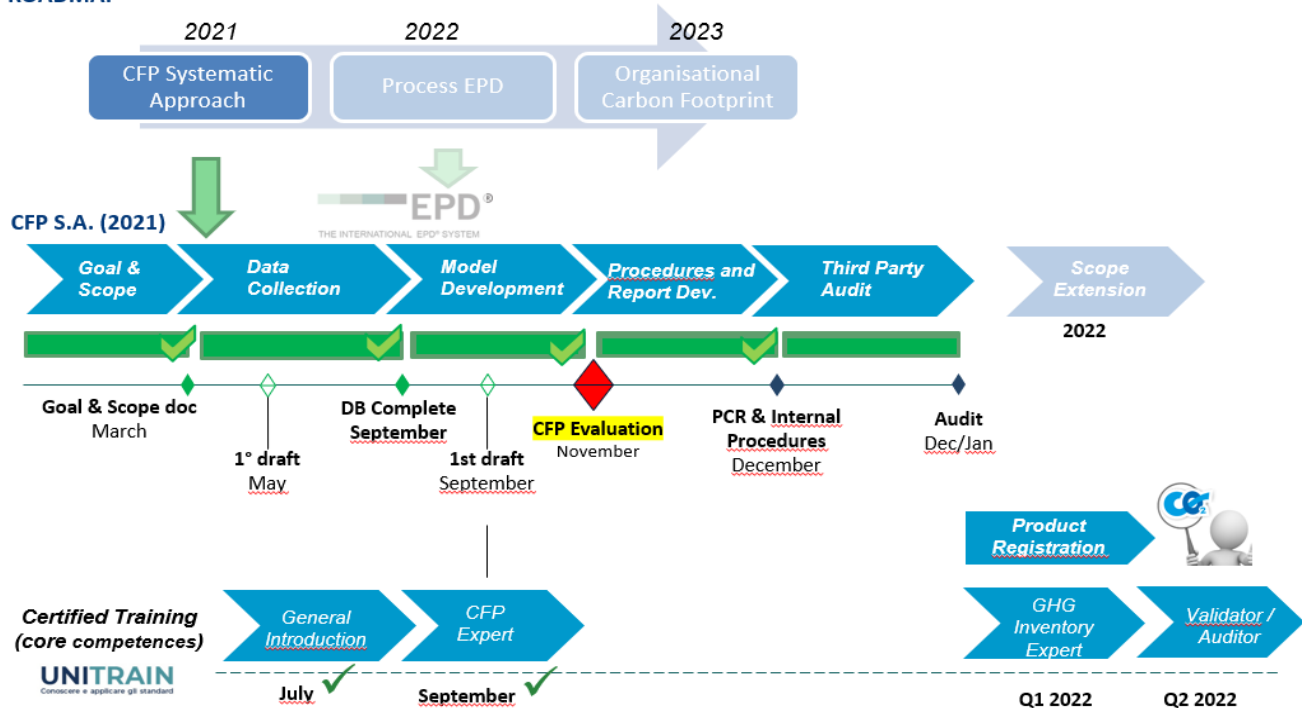 ROADMAP
2021
2022
2023
CFP Systematic
Approach
Process EPD
Organisational
Carbon Footprint
EPD®
THE INTERNATIONAL EPD® SYSTEM
CFP S.A. (2021)
Goal &
Scope
Data
Collection
Model
Development
Procedures and
Report Dev.
Third Party
Audit
Scope
Extension
2022
Goal & Scope doc
March
1° draft
May
DB Complete
September
1st draft
September
CFP Evaluation
November
PCR & Internal
Procedures
December
Audit
Dec/Jan
Product
Registration
CO2
Certified Training
(core competences)
UNITRAIN
Conoscere e applicare gli standard
General
Introduction
CFP
Expert
GHG
Inventory
Expert
Validator /
Auditor
July
September
Q1 2022
Q2 2022